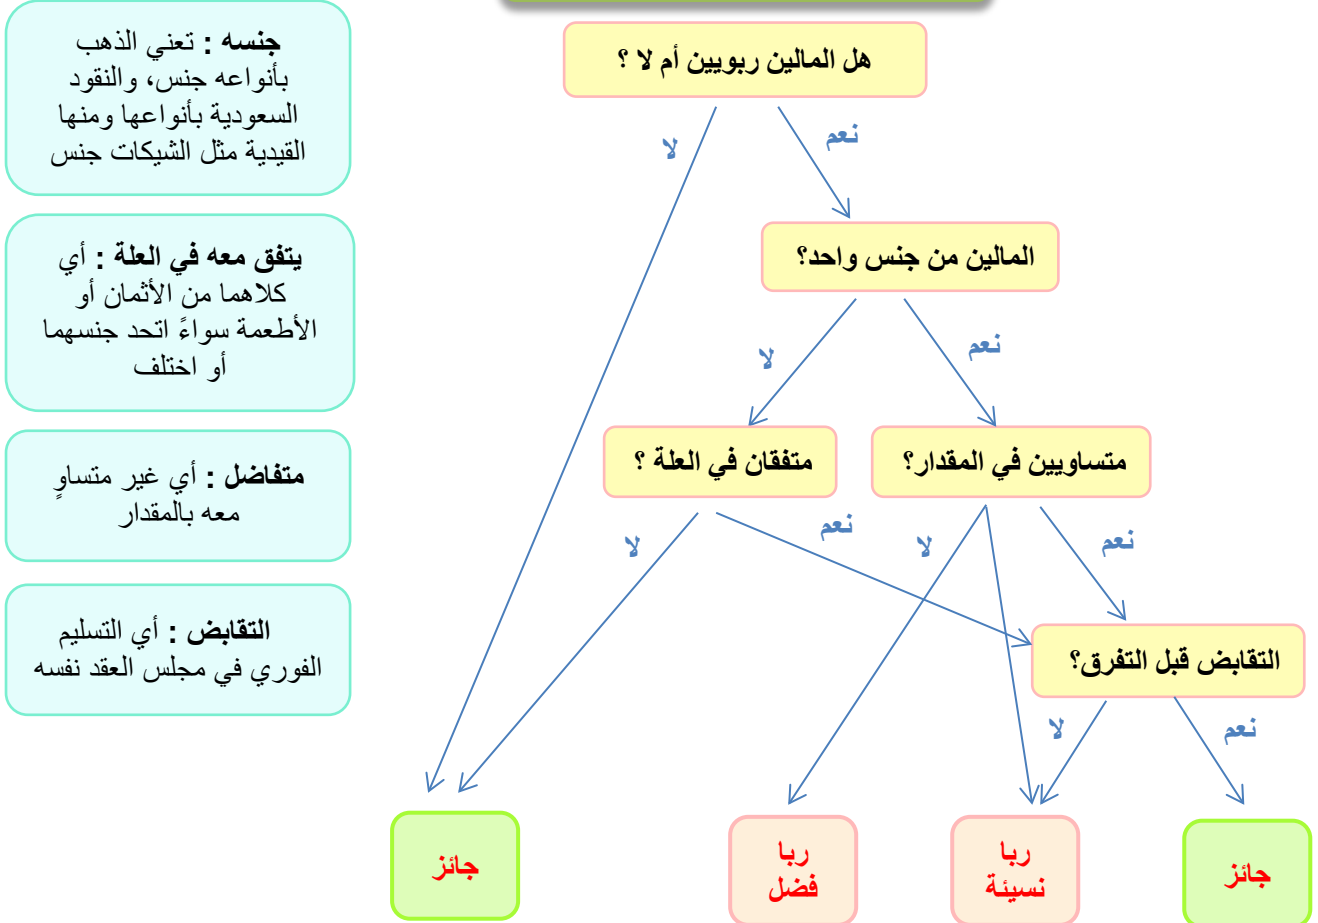 هل المالين ربويين أم لا ؟
لا
نعم
المالين من جنس واحد؟
لا
نعم
متفقان في العلة ؟
متساويين في المقدار؟
لا
نعم
لا
نعم
التقابض قبل التفرق؟
لا
نعم
جائز
ربا
فضل
ربا
نسيئة
جائز
جنسه : تعني الذهب
بأنواعه جنس، والنقود
السعودية بأنواعها ومنها
القيدية مثل الشيكات جنس
يتفق معه في العلة : أي
كلاهما من الأثمان أو
الأطعمة سواءً اتحد جنسهما
أو اختلف
متفاضل : أي غير متساوٍ
معه بالمقدار
التقابض : أي التسليم
الفوري في مجلس العقد نفسه